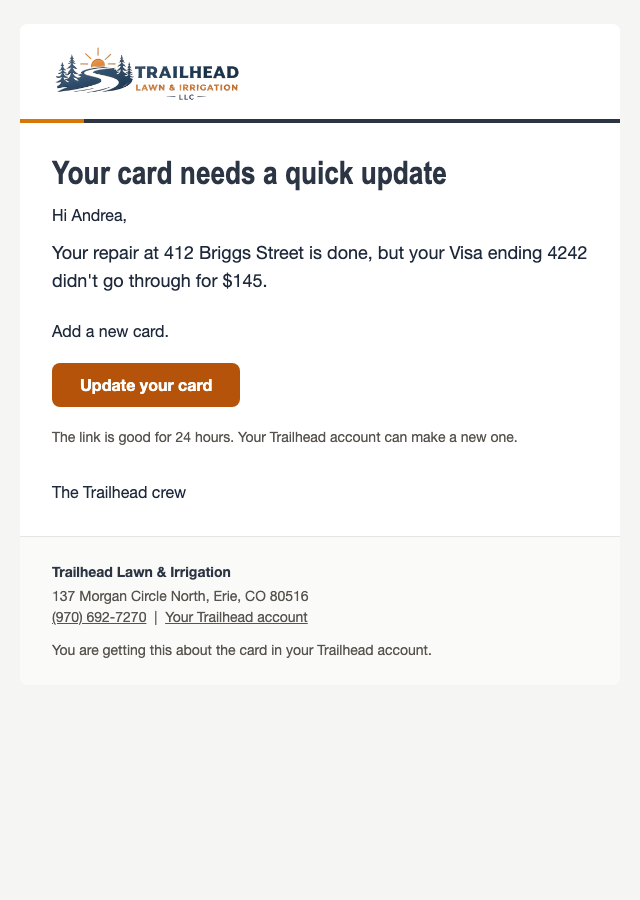 TRAILHEAD
LAWN & IRRIGATION
LLC
Your card needs a quick update
Hi Andrea,
Your repair at 412 Briggs Street is done, but your Visa ending 4242
didn't go through for $145.
Add a new card.
Update your card
The link is good for 24 hours. Your Trailhead account can make a new one.
The Trailhead crew
Trailhead Lawn & Irrigation
137 Morgan Circle North, Erie, CO 80516
(970) 692-7270 | Your Trailhead account
You are getting this about the card in your Trailhead account.